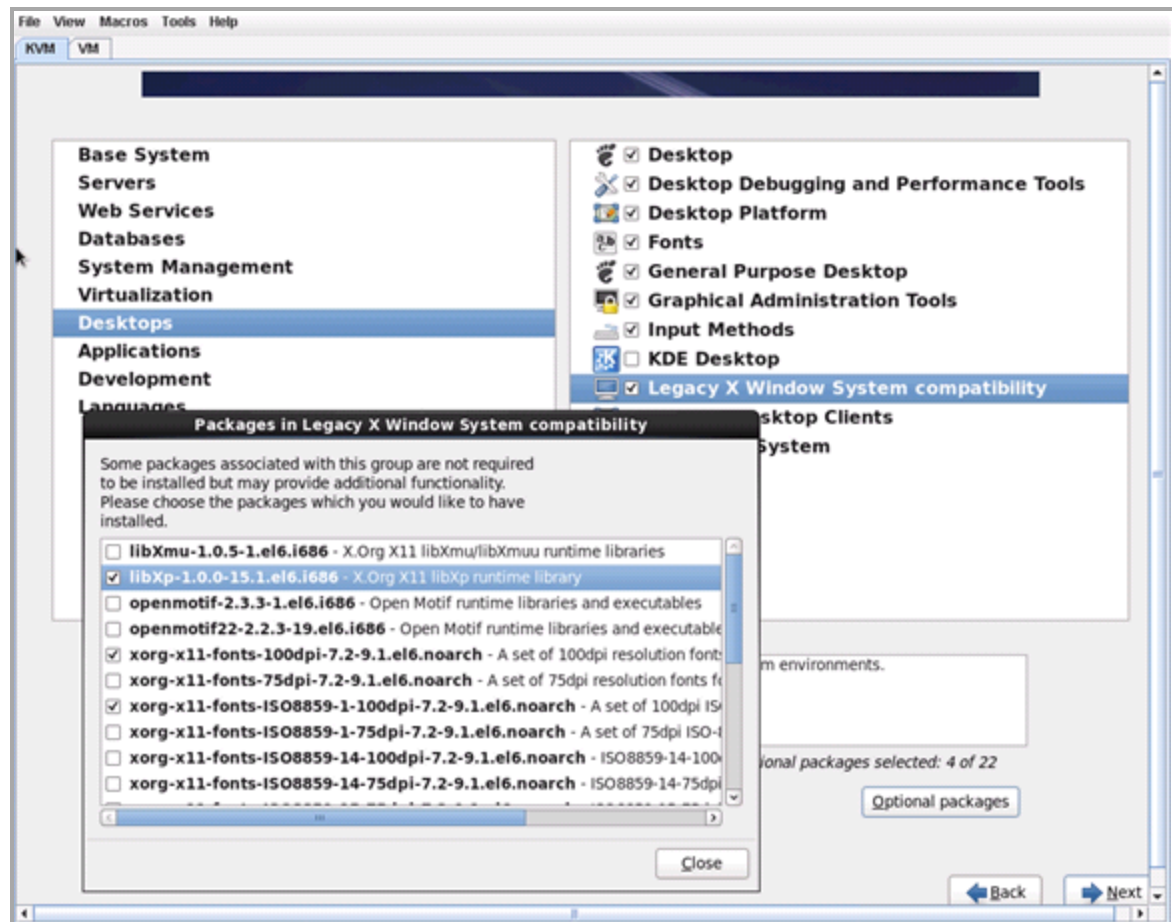 File View Macros Tools Help
KVM VM
Base System
Servers
Web Services
Databases
System Management
Virtualization
Desktops
Applications
Development
Languages
Desktop
Desktop Debugging and Performance Tools
Desktop Platform
Fonts
General Purpose Desktop
Graphical Administration Tools
Input Methods
KDE Desktop
Legacy X Window System compatibility
sktop Clients
System
Packages in Legacy X Window System compatibility
Some packages associated with this group are not required
to be installed but may provide additional functionality.
Please choose the packages which you would like to have
installed.
libXmu-1.0.5-1.el6.i686 - X.Org X11 libXmu/libXmuu runtime libraries
libXp-1.0.0-15.1.el6.i686 - X.Org X11 libXp runtime library
openmotif-2.3.3-1.el6.i686 - Open Motif runtime libraries and executables
openmotif22-2.2.3-19.el6.i686 - Open Motif runtime libraries and executable
xorg-x11-fonts-100dpi-7.2-9.1.el6.noarch - A set of 100dpi resolution fonts
xorg-x11-fonts-75dpi-7.2-9.1.el6.noarch - A set of 75dpi resolution fonts fo
xorg-x11-fonts-ISO8859-1-100dpi-7.2-9.1.el6.noarch - A set of 100dpi IS
xorg-x11-fonts-ISO8859-1-75dpi-7.2-9.1.el6.noarch - A set of 75dpi ISO-
xorg-x11-fonts-ISO8859-14-100dpi-7.2-9.1.el6.noarch - ISO8859-14-100
xorg-x11-fonts-ISO8859-14-75dpi-7.2-9.1.el6.noarch - ISO8859-14-75dpi
m environments.
ional packages selected: 4 of 22
Optional packages
Close
Back Next